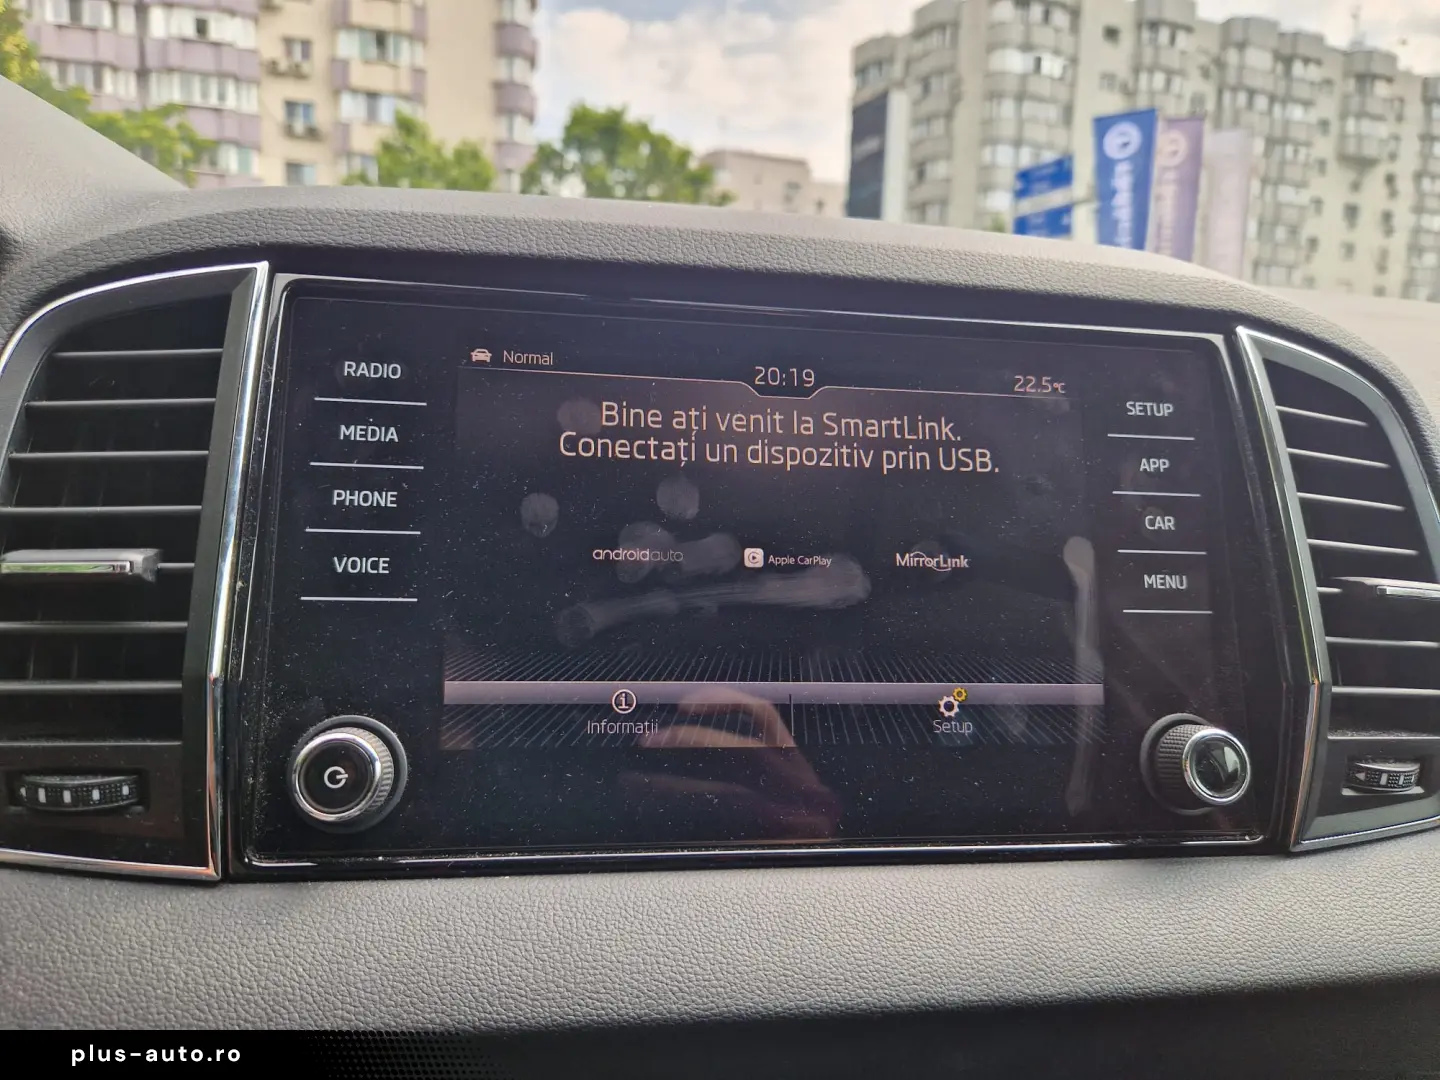 RADIO
MEDIA
PHONE
VOICE
Normal
20:19
22.5°C
Bine ați venit la SmartLink.
Conectați un dispozitiv prin USB.
androidauto
Apple CarPlay
MirrorLink
Informații
Setup
SETUP
APP
CAR
MENU
plus-auto.ro